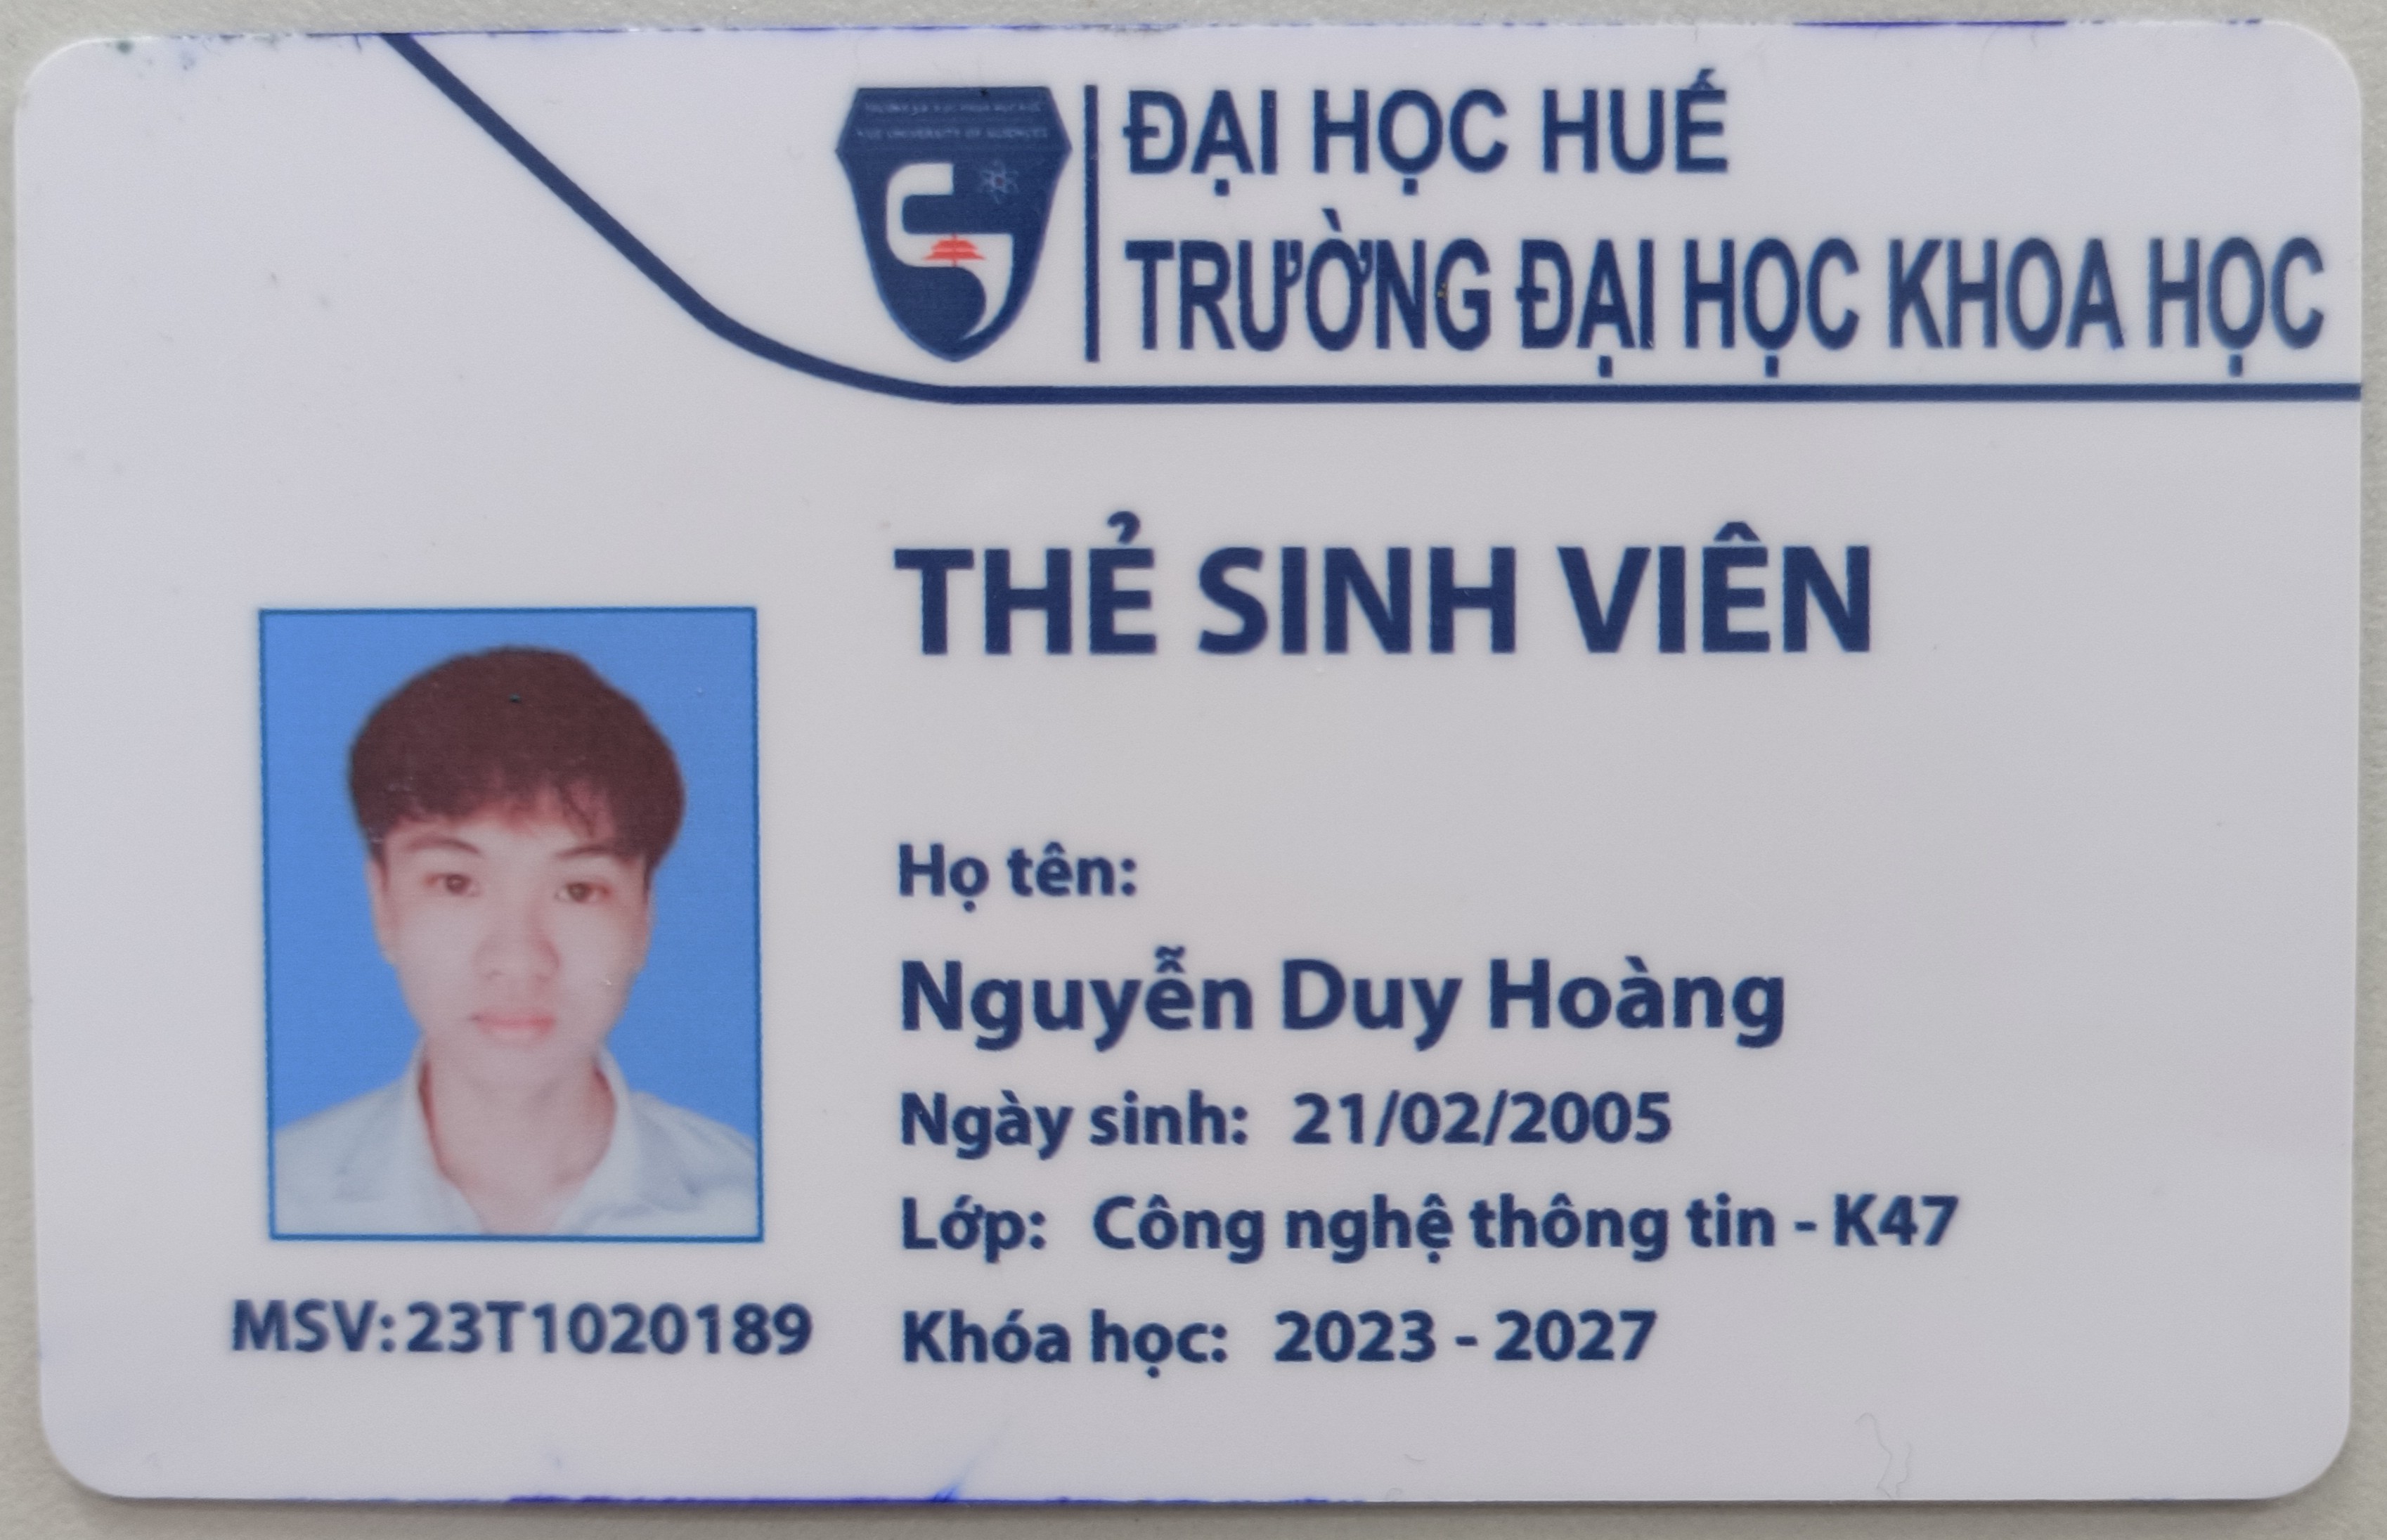 ĐẠI HỌC HUẾ
TRƯỜNG ĐẠI HỌC KHOA HỌC
THẺ SINH VIÊN
Họ tên:
Nguyễn Duy Hoàng
Ngày sinh: 21/02/2005
Lớp: Công nghệ thông tin - K47
Khóa học: 2023 - 2027
MSV:23T1020189